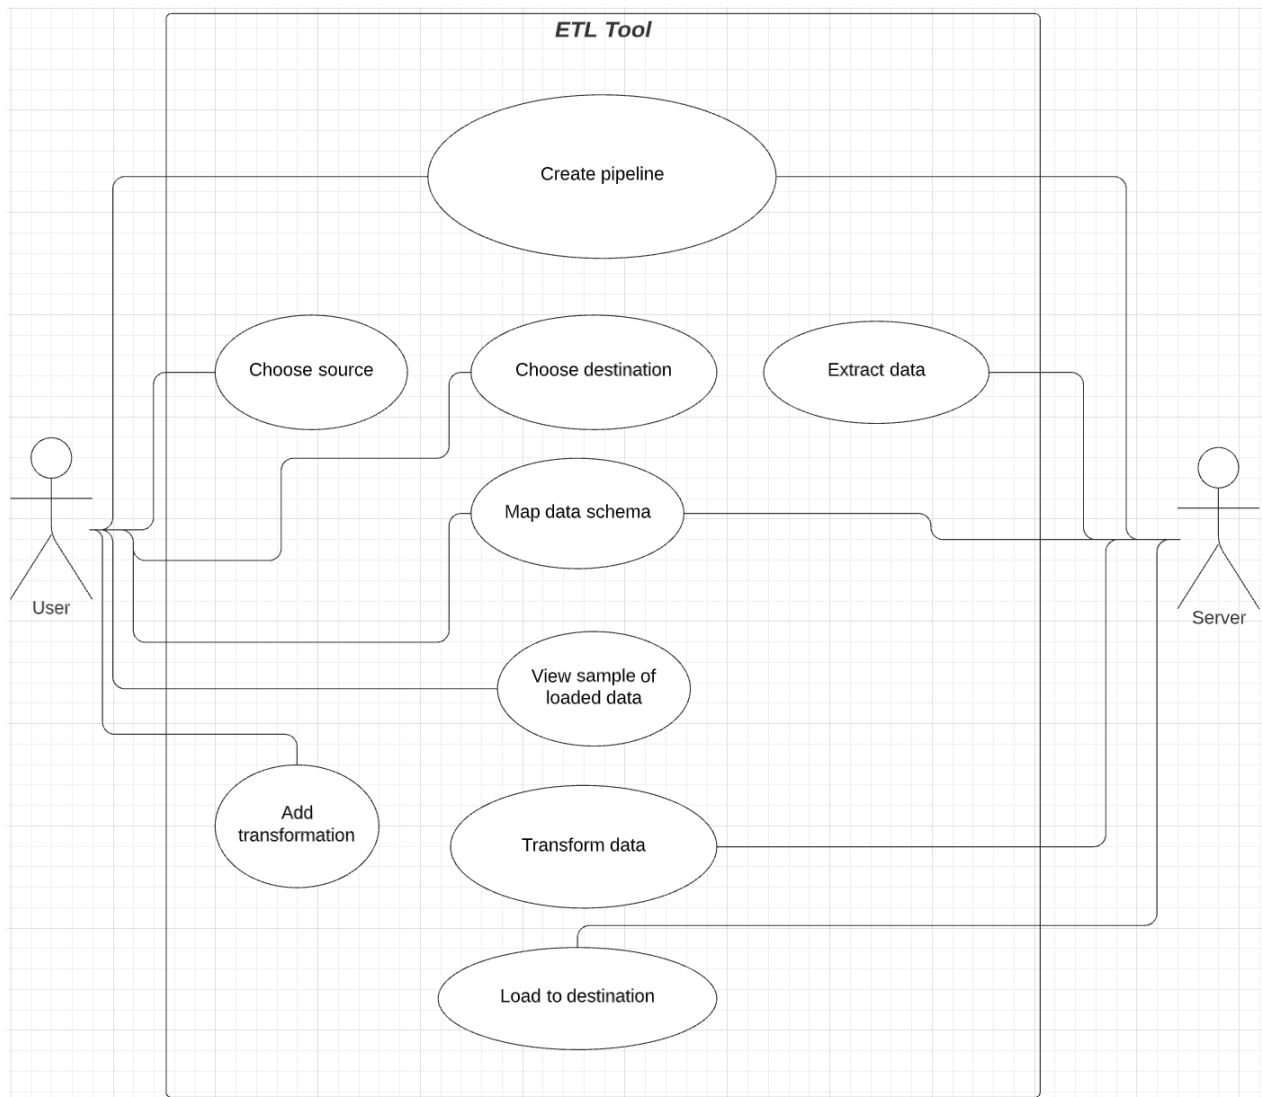 ETL Tool
Create pipeline
Choose source
Choose destination
Extract data
Map data schema
User
Server
View sample of
loaded data
Add
transformation
Transform data
Load to destination